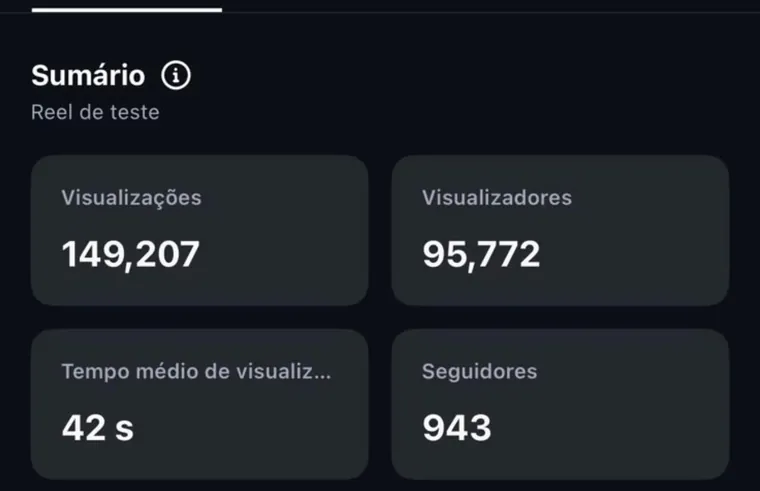 Sumário
Reel de teste
Visualizações
Visualizadores
149,207
95,772
Tempo médio de visualiz...
Seguidores
42 s
943